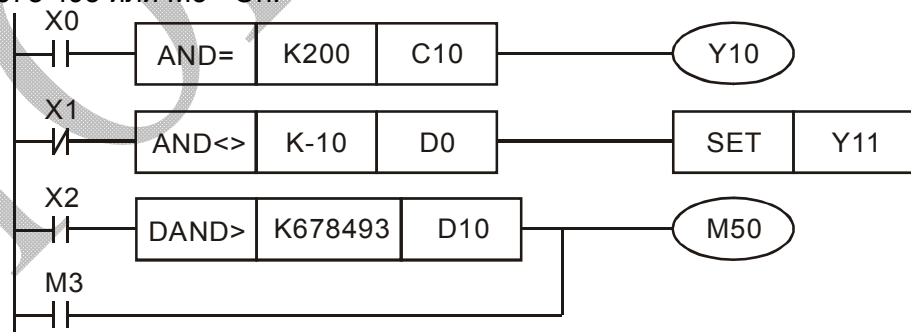 X0
AND= K200 C10 Y10
X1
AND<> K-10 D0 SET Y11
X2
DAND> K678493 D10 M50
M3